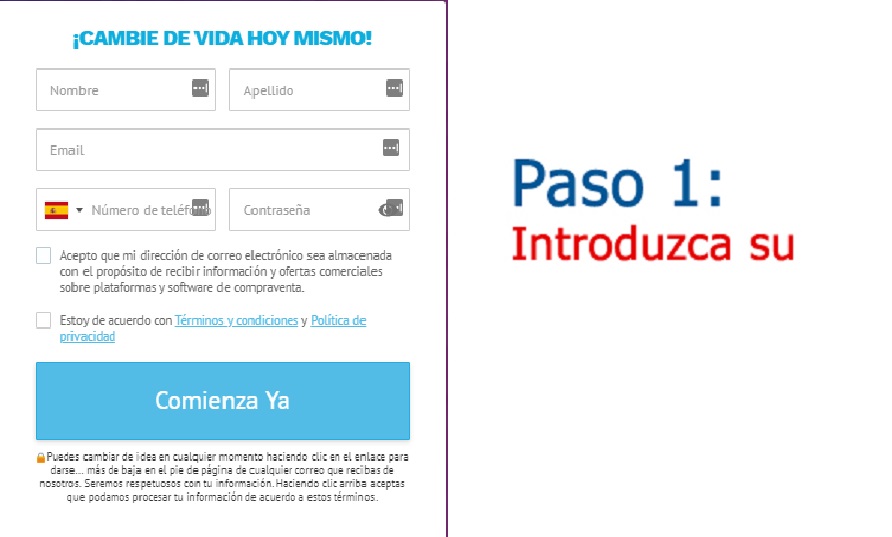 ¡CAMBIE DE VIDA HOY MISMO!
Nombre
Apellido
Email
Número de teléfono
Contraseña
Acepto que mi dirección de correo electrónico sea almacenada
con el propósito de recibir información y ofertas comerciales
sobre plataformas y software de compraventa.
Estoy de acuerdo con Términos y condiciones y Política de
privacidad
Comienza Ya
Puedes cambiar de idea en cualquier momento haciendo clic en el enlace para
darse... más de baja en el pie de página de cualquier correo que recibas de
nosotros. Seremos respetuosos con tu información. Haciendo clic arriba aceptas
que podamos procesar tu información de acuerdo a estos términos.
Paso 1:
Introduzca su